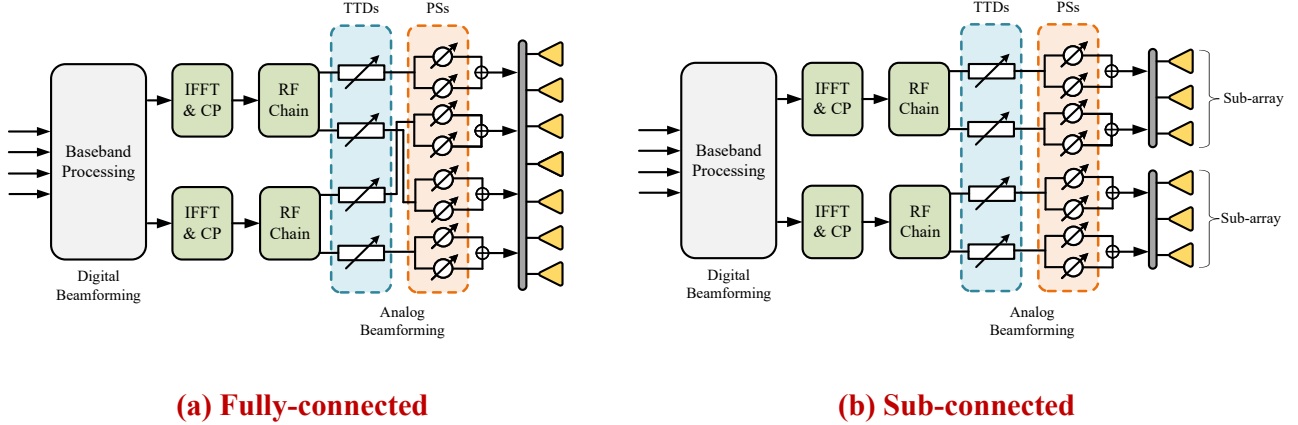 TTDs
PSs
IFFT
& CP
RF
Chain
Baseband
Processing
IFFT
& CP
RF
Chain
Digital
Beamforming
Analog
Beamforming
(a) Fully-connected
TTDs
PSs
IFFT
& CP
RF
Chain
Sub-array
Baseband
Processing
IFFT
& CP
RF
Chain
Sub-array
Digital
Beamforming
Analog
Beamforming
(b) Sub-connected